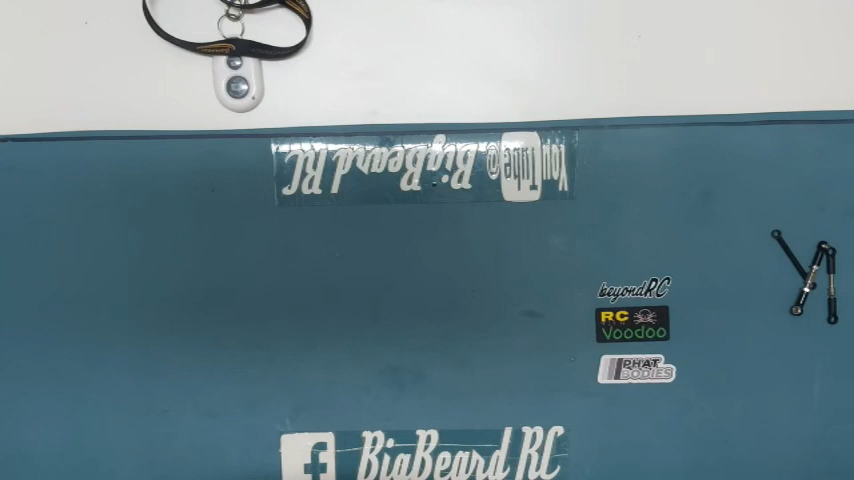 YouTube @ BigBeard RC
beyondRC
RC
Voodoo
PHAT
BODIES
f BigBeard RC